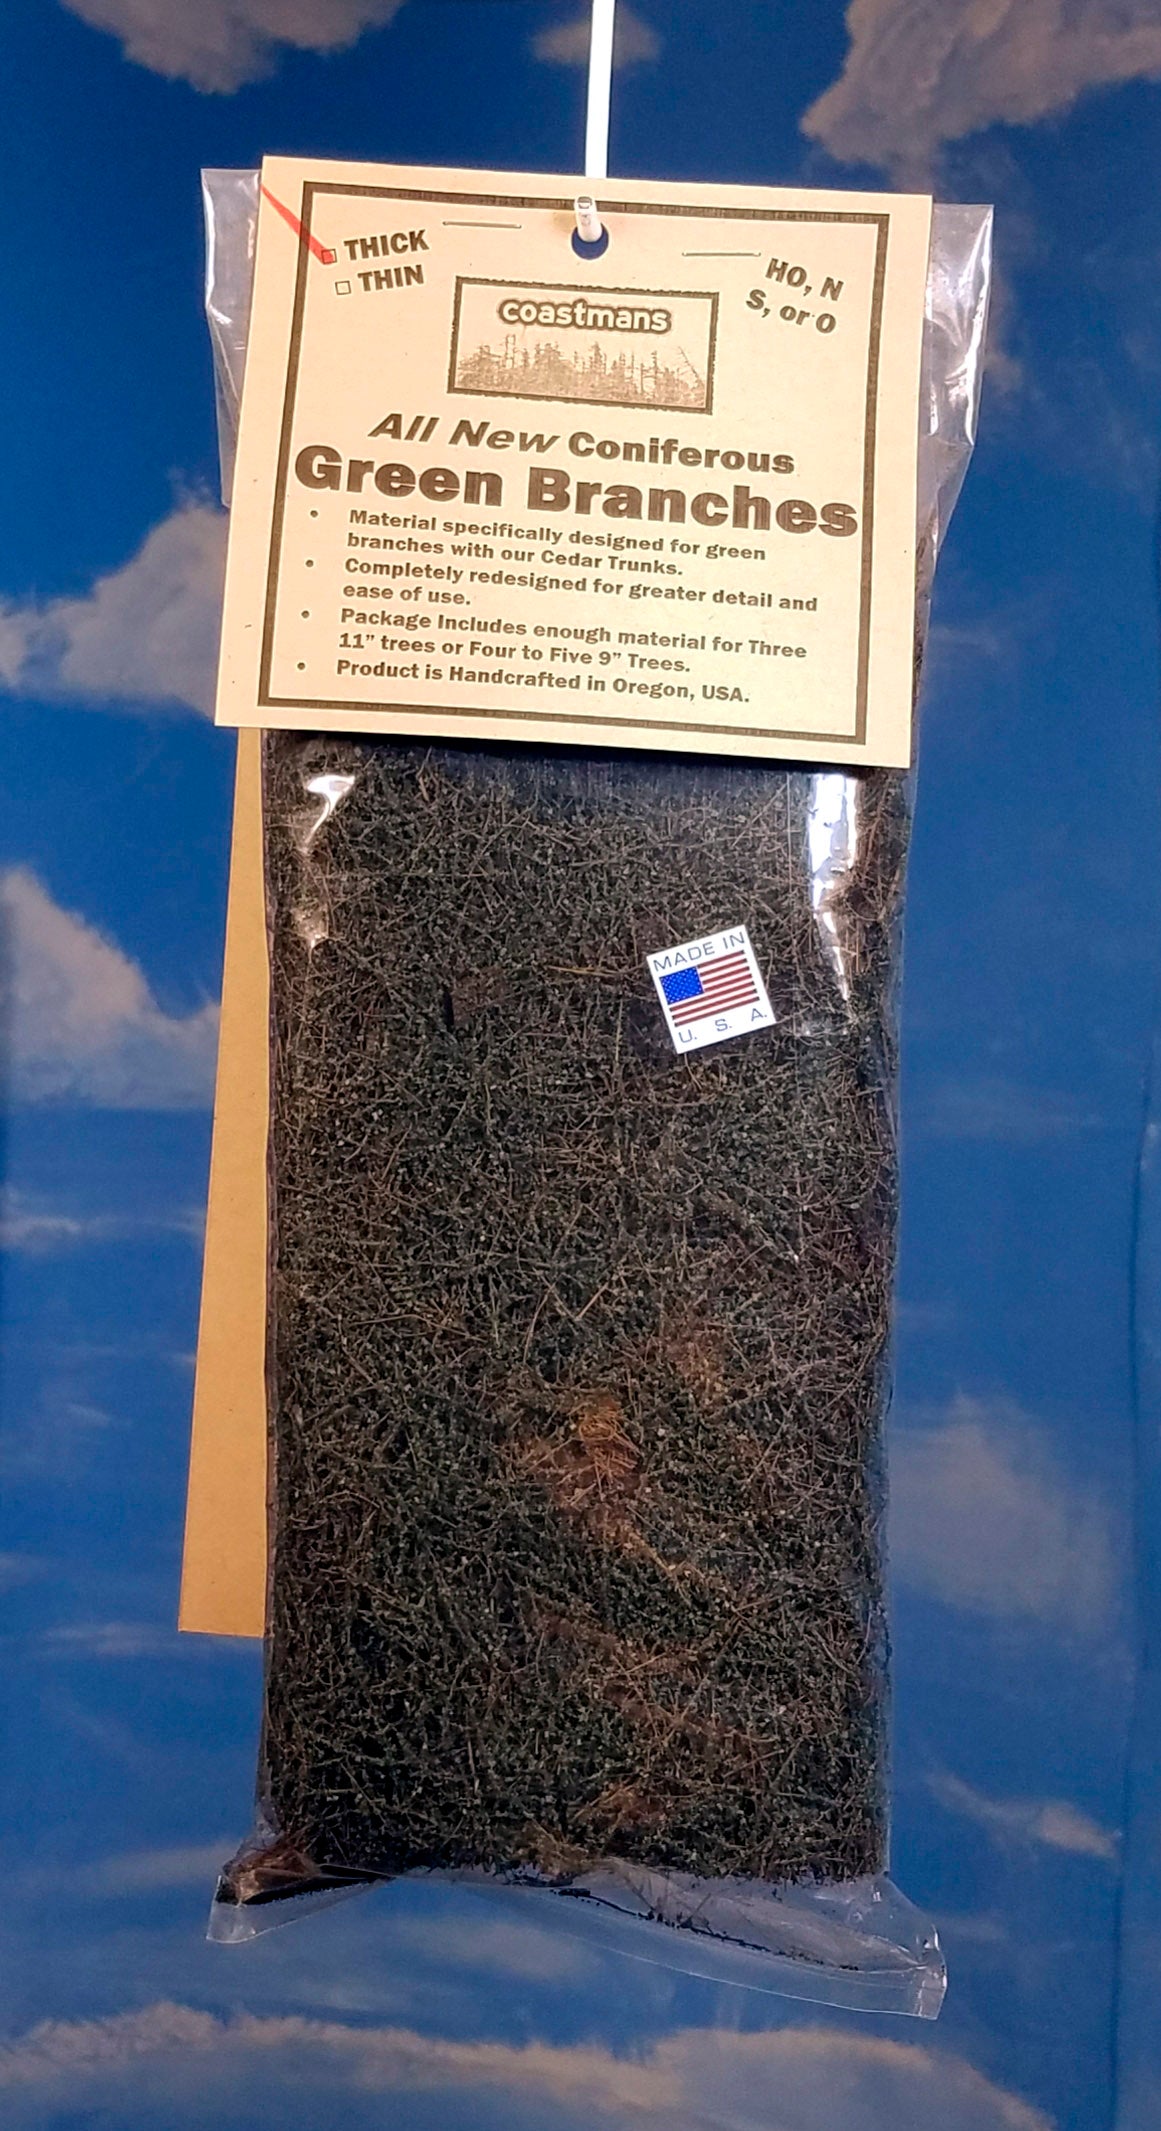 THICK
THIN
HO, N
S, or O
coastmans
All New Coniferous
Green Branches
• Material specifically designed for green
branches with our Cedar Trunks.
• Completely redesigned for greater detail and
ease of use.
• Package Includes enough material for Three
11” trees or Four to Five 9” Trees.
• Product is Handcrafted in Oregon, USA.
MADE IN
U. S. A.